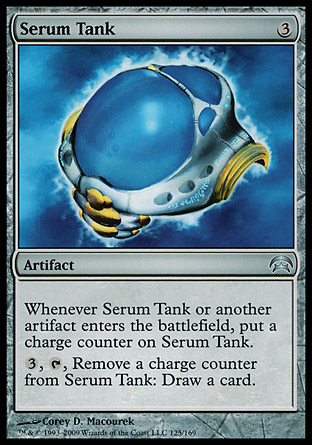 Serum Tank 3
Artifact
Whenever Serum Tank or another
artifact enters the battlefield, put a
charge counter on Serum Tank.
3, , Remove a charge counter
from Serum Tank: Draw a card.
Corey D. Macourek
™ & © 1993–2009 Wizards of the Coast LLC 125/169